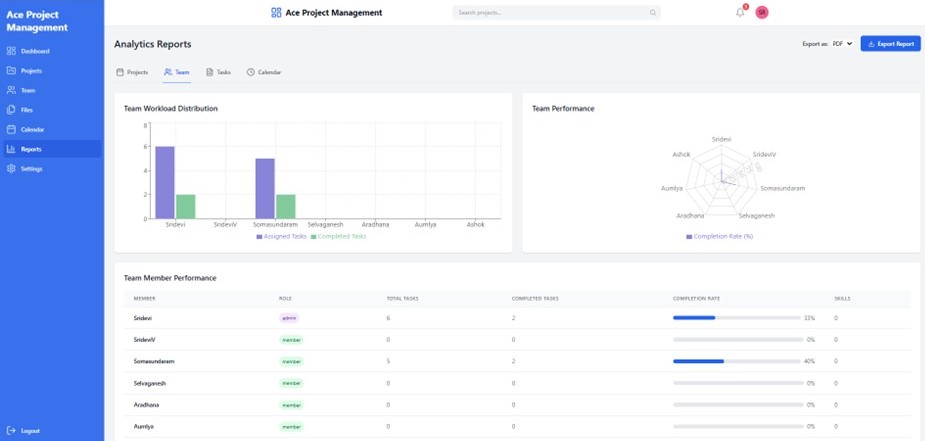 Ace Project Management
Ace Project Management
Search projects...
SR
Dashboard
Projects
Team
Files
Calendar
Reports
Settings
Logout
Analytics Reports
Export as: PDF
Export Report
Projects Team Tasks Calendar
Team Workload Distribution
8
6
4
2
0
Sridevi SrideviV Somasundaram Selvaganesh Aradhana Aumlya Ashok
Assigned Tasks Completed Tasks
Team Performance
Sridevi
Ashok SrideviV
Aumlya Somasundaram
Aradhana Selvaganesh
Completion Rate (%)
Team Member Performance
MEMBER ROLE TOTAL TASKS COMPLETED TASKS COMPLETION RATE SKILLS
Sridevi admin 6 2 33% 0
SrideviV member 0 0 0% 0
Somasundaram member 5 2 40% 0
Selvaganesh member 0 0 0% 0
Aradhana member 0 0 0% 0
Aumlya member 0 0 0% 0